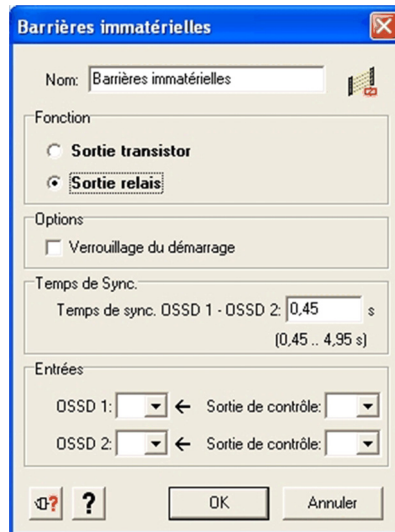 Barrières immatérielles
Nom: Barrières immatérielles
Fonction
Sortie transistor
Sortie relais
Options
Verrouillage du démarrage
Temps de Sync.
Temps de sync. OSSD 1 - OSSD 2: 0,45 s
(0,45 .. 4,95 s)
Entrées
OSSD 1: ← Sortie de contrôle:
OSSD 2: ← Sortie de contrôle:
? ? OK Annuler